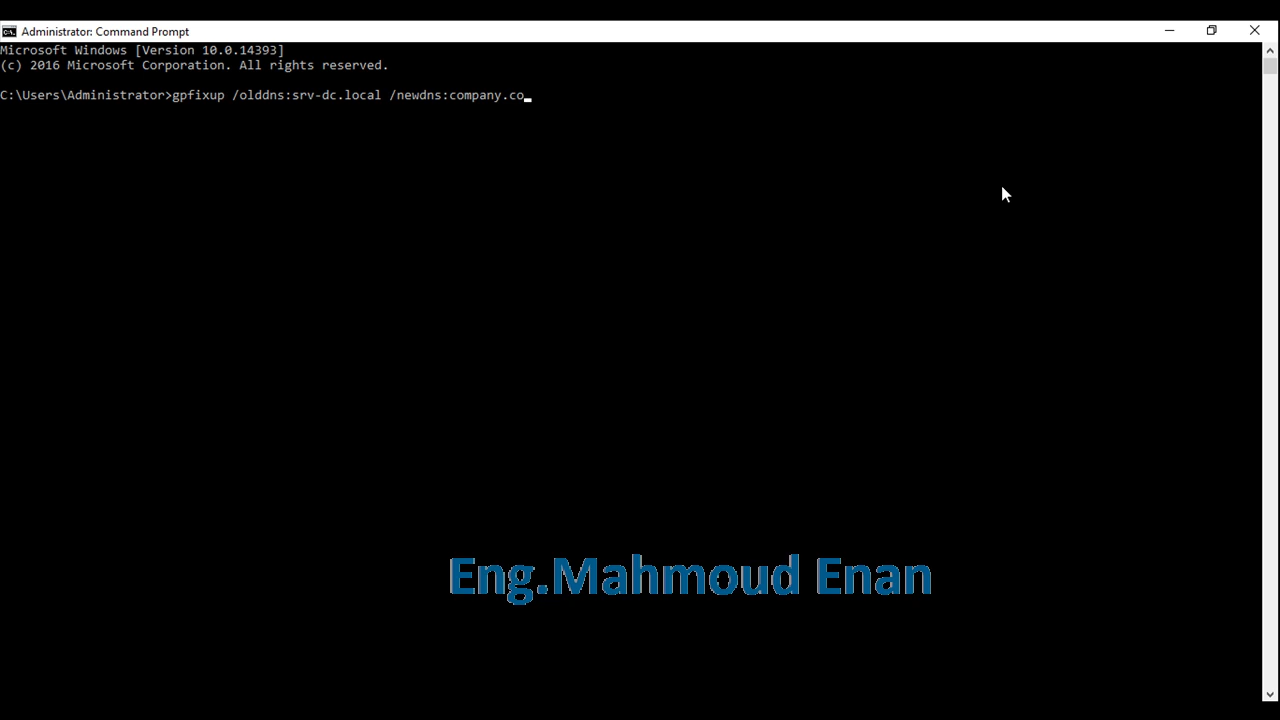 Administrator: Command Prompt
Microsoft Windows [Version 10.0.14393]
(c) 2016 Microsoft Corporation. All rights reserved.
C:\Users\Administrator>gpfixup /olddns:srv-dc.local /newdns:company.co
Eng.Mahmoud Enan